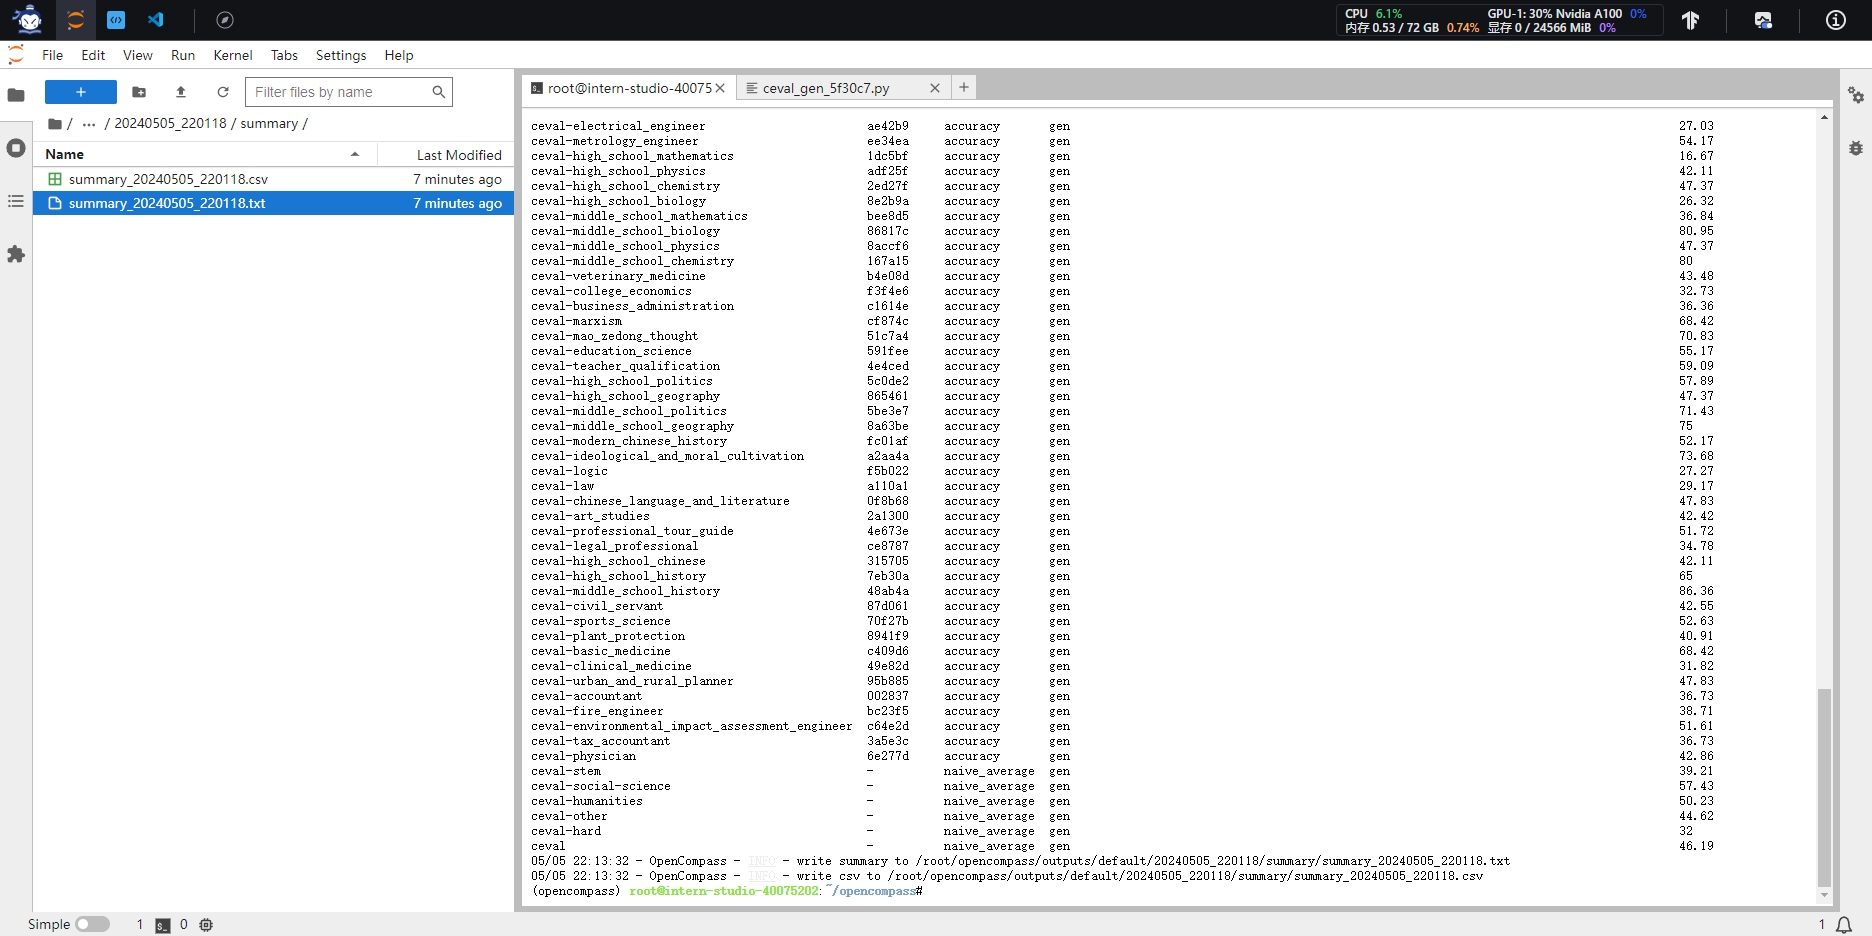 CPU 6.1% GPU-1: 30% Nvidia A100 0%
内存 0.53 / 72 GB 0.74% 显存 0 / 24566 MiB 0%
File Edit View Run Kernel Tabs Settings Help
+
Filter files by name
/ ··· / 20240505_220118 / summary /
Name Last Modified
summary_20240505_220118.csv 7 minutes ago
summary_20240505_220118.txt 7 minutes ago
root@intern-studio-40075
ceval_gen_5f30c7.py
ceval-electrical_engineer ae42b9 accuracy gen 27.03
ceval-metrology_engineer ee34ea accuracy gen 54.17
ceval-high_school_mathematics 1dc5bf accuracy gen 16.67
ceval-high_school_physics adf25f accuracy gen 42.11
ceval-high_school_chemistry 2ed27f accuracy gen 47.37
ceval-high_school_biology 8e2b9a accuracy gen 26.32
ceval-middle_school_mathematics bee8d5 accuracy gen 36.84
ceval-middle_school_biology 86817c accuracy gen 80.95
ceval-middle_school_physics 8accf6 accuracy gen 47.37
ceval-middle_school_chemistry 167a15 accuracy gen 80
ceval-veterinary_medicine b4e08d accuracy gen 43.48
ceval-college_economics f3f4e6 accuracy gen 32.73
ceval-business_administration c1614e accuracy gen 36.36
ceval-marxism cf874c accuracy gen 68.42
ceval-mao_zedong_thought 51c7a4 accuracy gen 70.83
ceval-education_science 591fee accuracy gen 55.17
ceval-teacher_qualification 4e4ced accuracy gen 59.09
ceval-high_school_politics 5c0de2 accuracy gen 57.89
ceval-high_school_geography 865461 accuracy gen 47.37
ceval-middle_school_politics 5be3e7 accuracy gen 71.43
ceval-middle_school_geography 8a63be accuracy gen 75
ceval-modern_chinese_history fc01af accuracy gen 52.17
ceval-ideological_and_moral_cultivation a2aa4a accuracy gen 73.68
ceval-logic f5b022 accuracy gen 27.27
ceval-law a110a1 accuracy gen 29.17
ceval-chinese_language_and_literature 0f8b68 accuracy gen 47.83
ceval-art_studies 2a1300 accuracy gen 42.42
ceval-professional_tour_guide 4e673e accuracy gen 51.72
ceval-legal_professional ce8787 accuracy gen 34.78
ceval-high_school_chinese 315705 accuracy gen 42.11
ceval-high_school_history 7eb30a accuracy gen 65
ceval-middle_school_history 48ab4a accuracy gen 86.36
ceval-civil_servant 87d061 accuracy gen 42.55
ceval-sports_science 70f27b accuracy gen 52.63
ceval-plant_protection 8941f9 accuracy gen 40.91
ceval-basic_medicine c409d6 accuracy gen 68.42
ceval-clinical_medicine 49e82d accuracy gen 31.82
ceval-urban_and_rural_planner 95b885 accuracy gen 47.83
ceval-accountant 002837 accuracy gen 36.73
ceval-fire_engineer bc23f5 accuracy gen 38.71
ceval-environmental_impact_assessment_engineer c64e2d accuracy gen 51.61
ceval-tax_accountant 3a5e3c accuracy gen 36.73
ceval-physician 6e277d accuracy gen 42.86
ceval-stem - naive_average gen 39.21
ceval-social-science - naive_average gen 57.43
ceval-humanities - naive_average gen 50.23
ceval-other - naive_average gen 44.62
ceval-hard - naive_average gen 32
ceval - naive_average gen 46.19
05/05 22:13:32 - OpenCompass - INFO - write summary to /root/opencompass/outputs/default/20240505_220118/summary/summary_20240505_220118.txt
05/05 22:13:32 - OpenCompass - INFO - write csv to /root/opencompass/outputs/default/20240505_220118/summary/summary_20240505_220118.csv
(opencompass) root@intern-studio-40075202:~/opencompass#
Simple 1 0 1